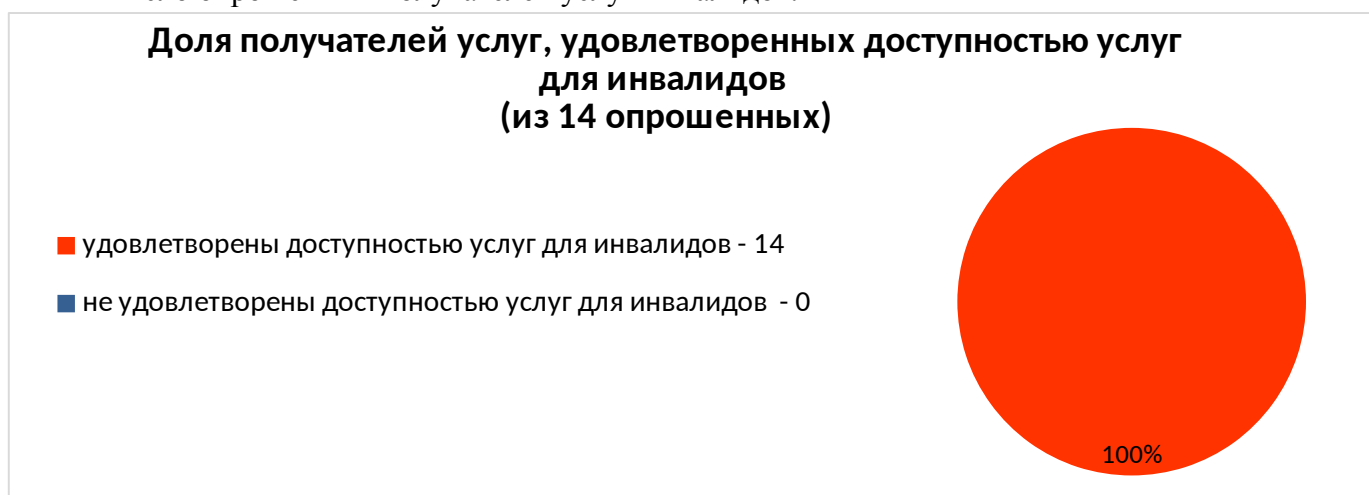 Доля получателей услуг, удовлетворенных доступностью услуг
для инвалидов
(из 14 опрошенных)
удовлетворены доступностью услуг для инвалидов - 14
не удовлетворены доступностью услуг для инвалидов - 0
100%